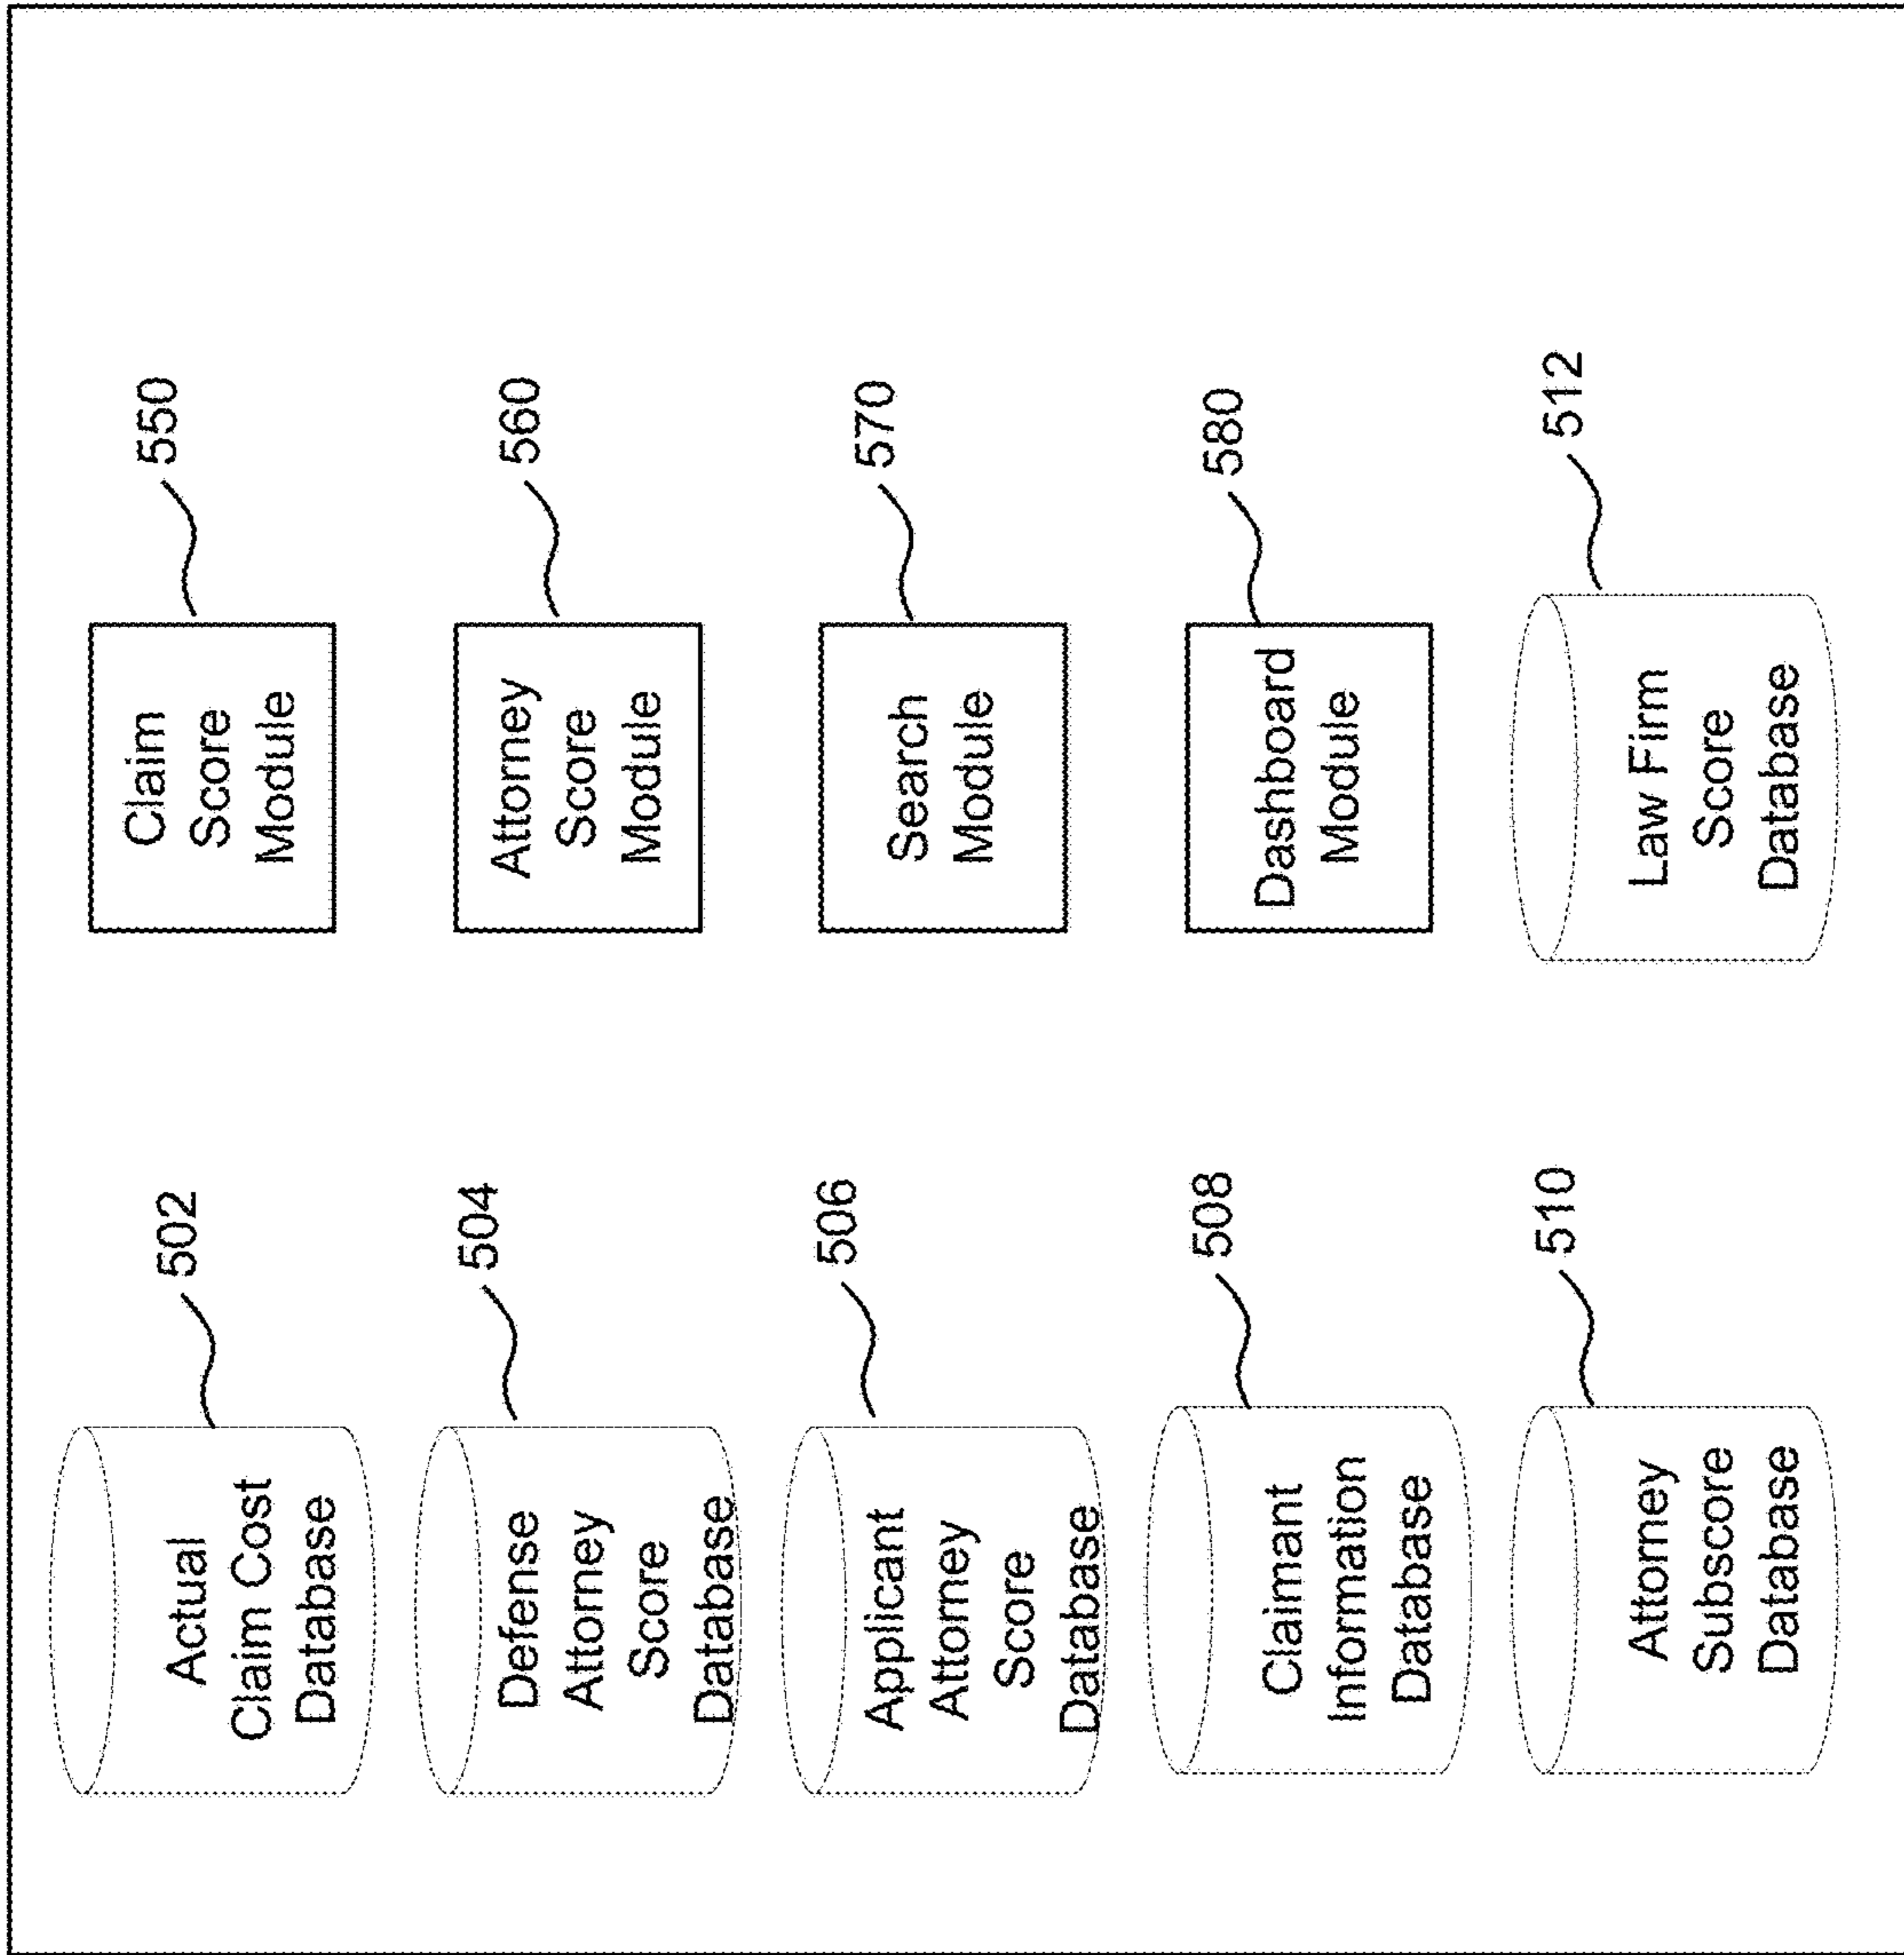 502
Actual
Claim Cost
Database
504
Defense
Attorney
Score
Database
506
Applicant
Attorney
Score
Database
508
Claimant
Information
Database
510
Attorney
Subscore
Database
550
Claim
Score
Module
560
Attorney
Score
Module
570
Search
Module
580
Dashboard
Module
512
Law Firm
Score
Database